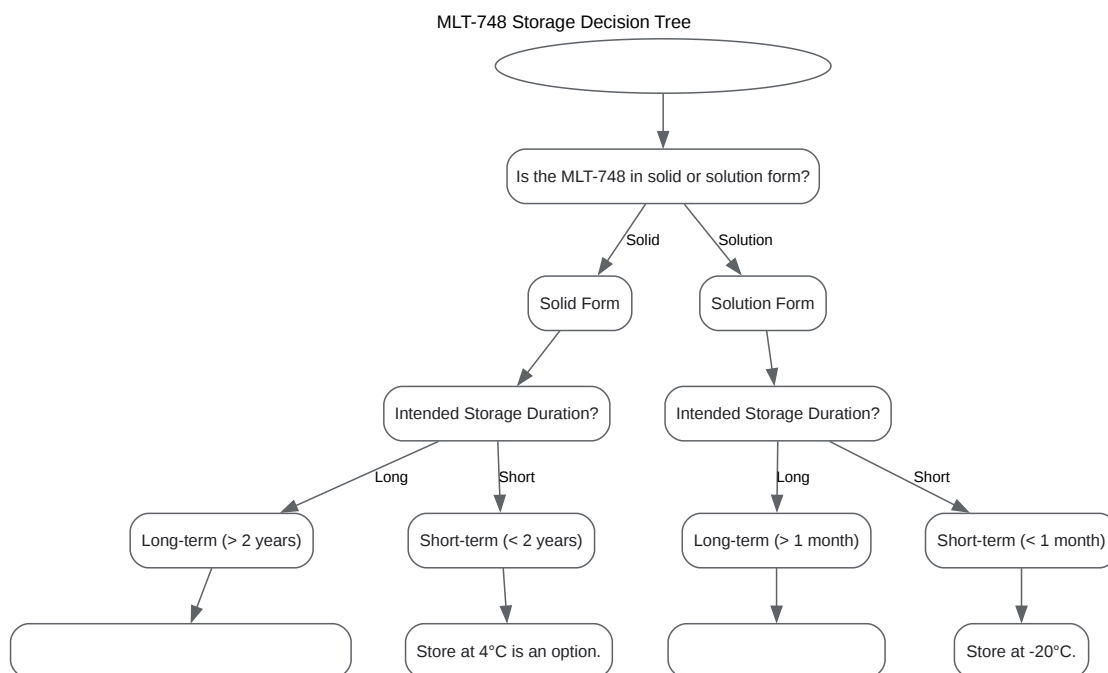 MLT-748 Storage Decision Tree
Is the MLT-748 in solid or solution form?
Solid
Solution
Solid Form
Solution Form
Intended Storage Duration?
Intended Storage Duration?
Long
Short
Long
Short
Long-term (> 2 years)
Short-term (< 2 years)
Long-term (> 1 month)
Short-term (< 1 month)
Store at 4°C is an option.
Store at -20°C.